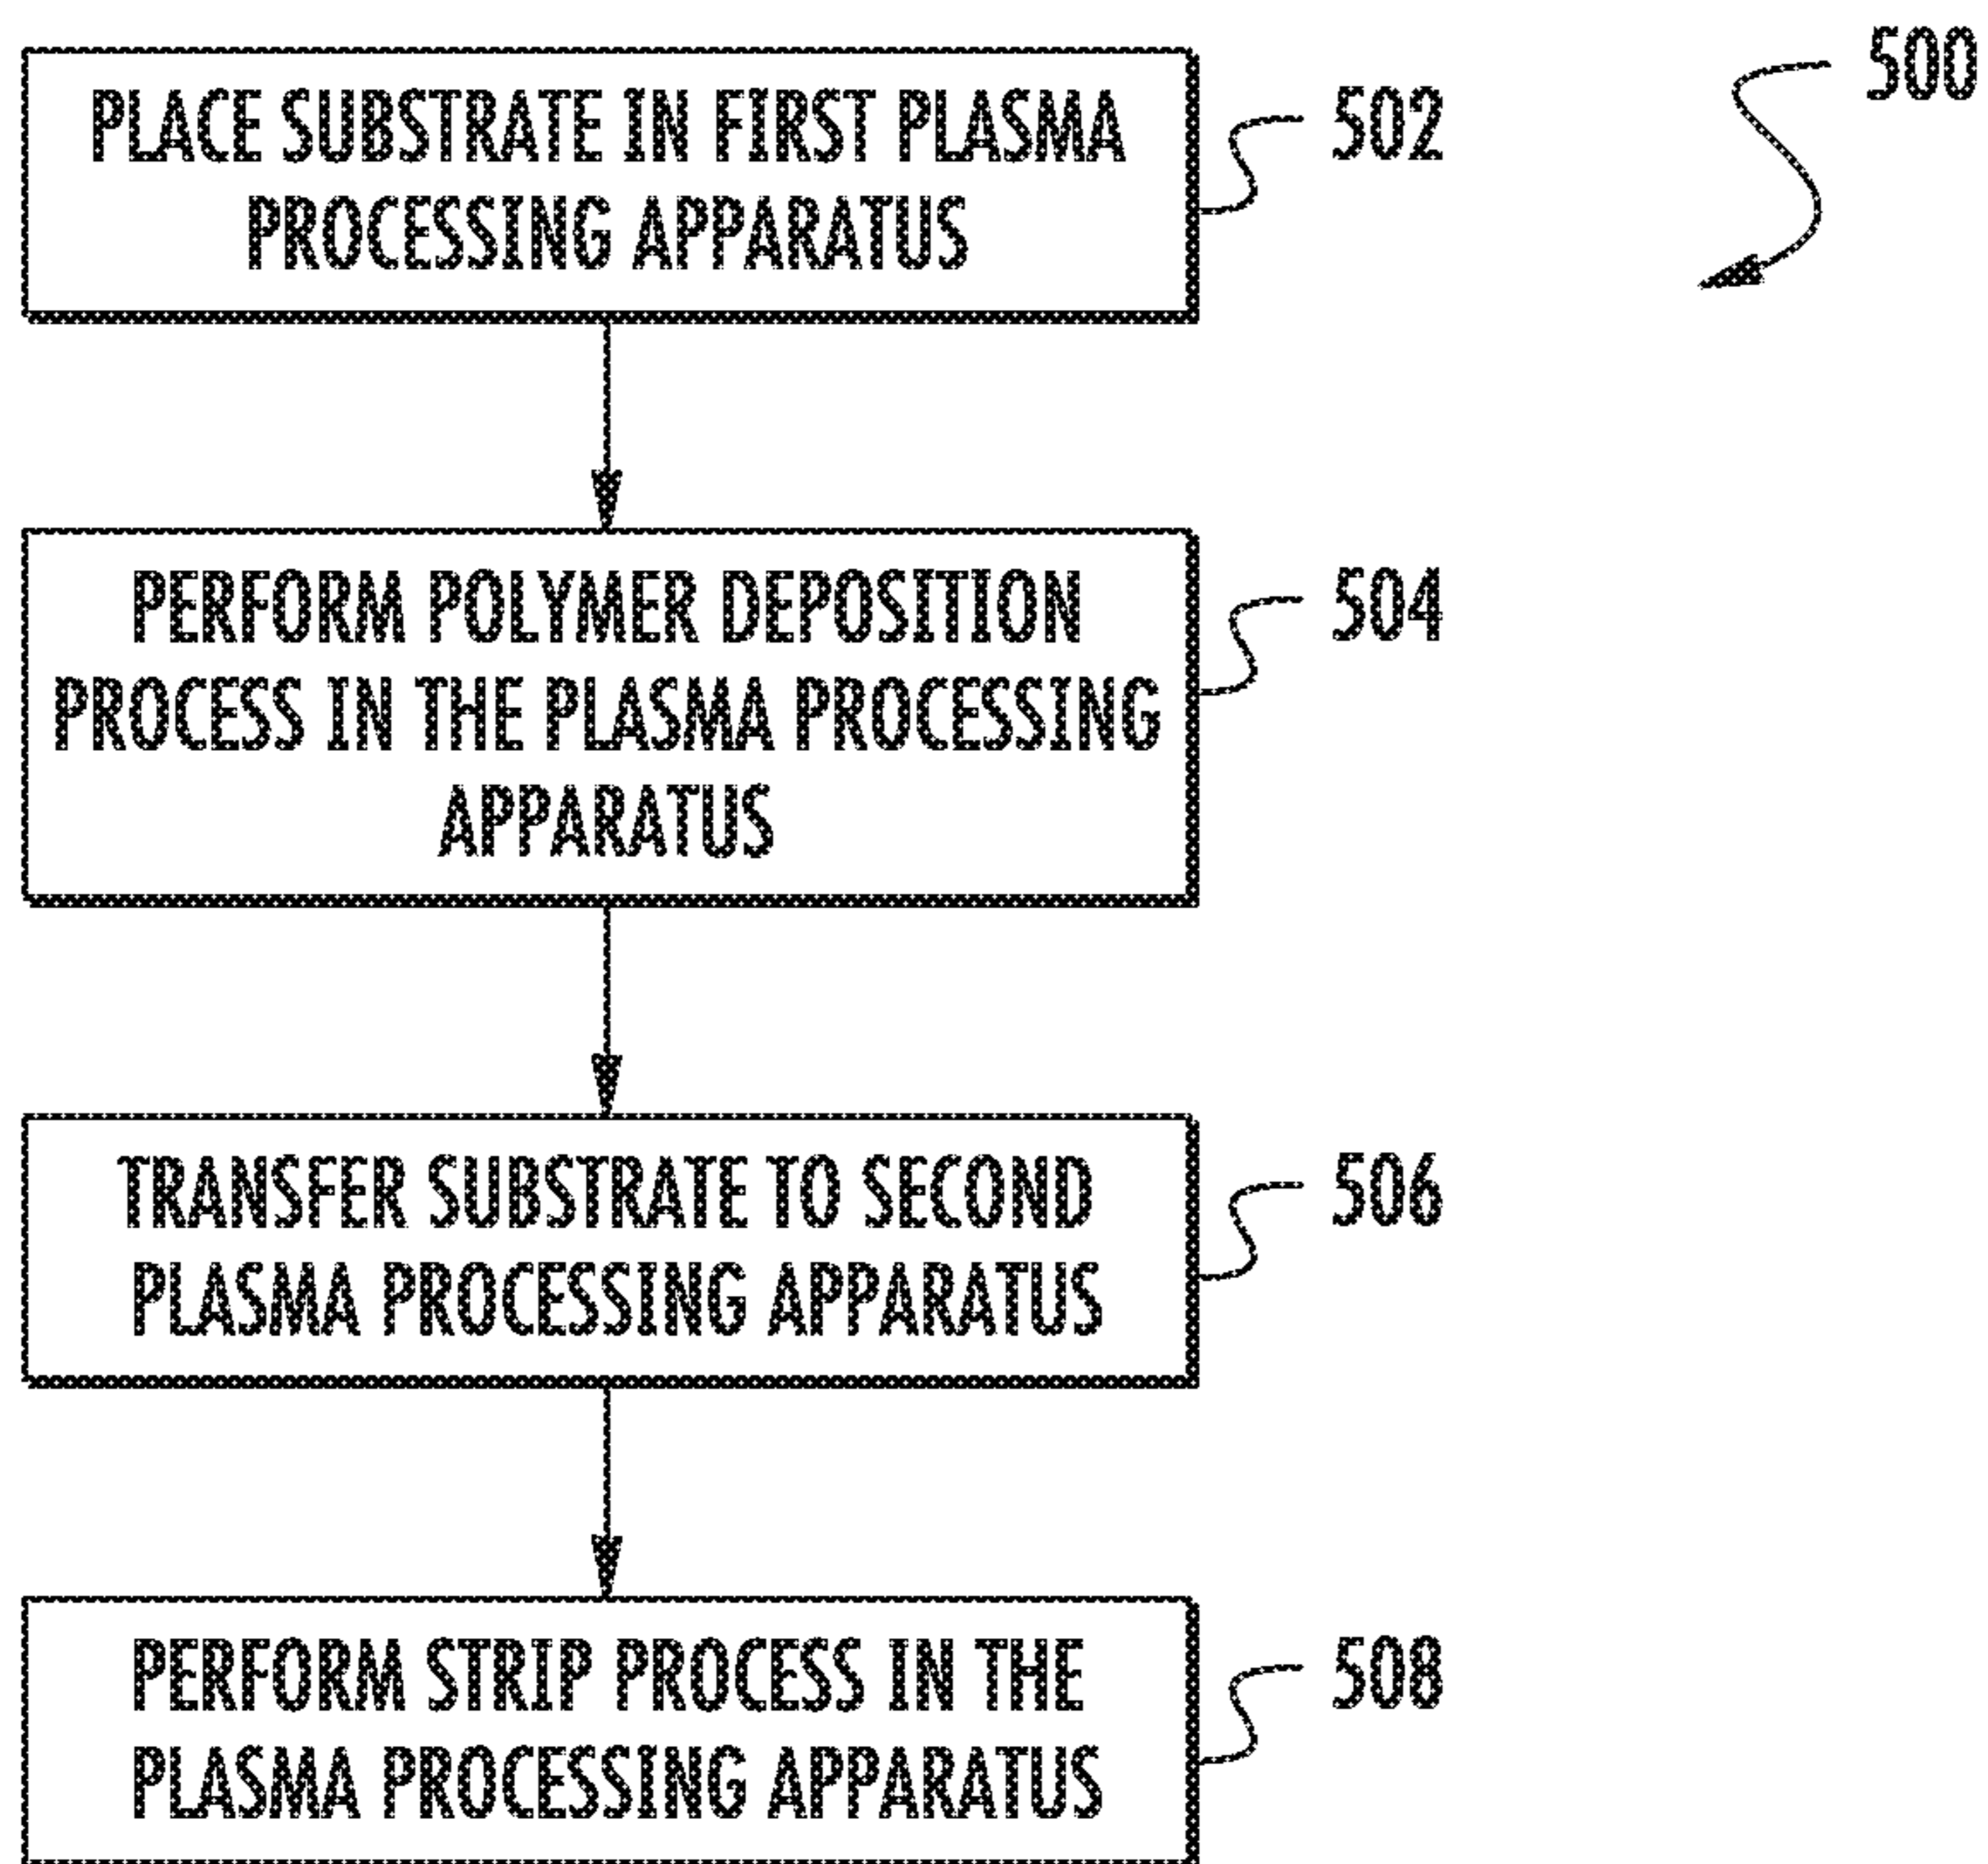 500
PLACE SUBSTRATE IN FIRST PLASMA
PROCESSING APPARATUS
502
PERFORM POLYMER DEPOSITION
PROCESS IN THE PLASMA PROCESSING
APPARATUS
504
TRANSFER SUBSTRATE TO SECOND
PLASMA PROCESSING APPARATUS
506
PERFORM STRIP PROCESS IN THE
PLASMA PROCESSING APPARATUS
508